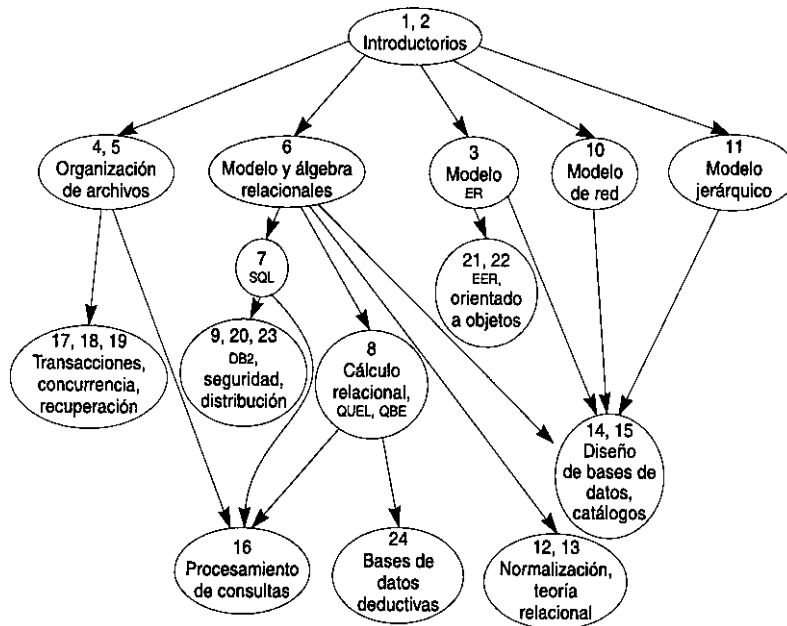 1, 2
Introductorios
4, 5
Organización
de archivos
6
Modelo y álgebra
relacionales
3
Modelo
ER
10
Modelo
de red
11
Modelo
jerárquico
7
SQL
21, 22
EER,
orientado
a objetos
17, 18, 19
Transacciones,
concurrencia,
recuperación
9, 20, 23
DB2,
seguridad,
distribución
8
Cálculo
relacional,
QUEL, QBE
14, 15
Diseño
de bases de
datos,
catálogos
16
Procesamiento
de consultas
24
Bases de
datos
deductivas
12, 13
Normalización,
teoría
relacional